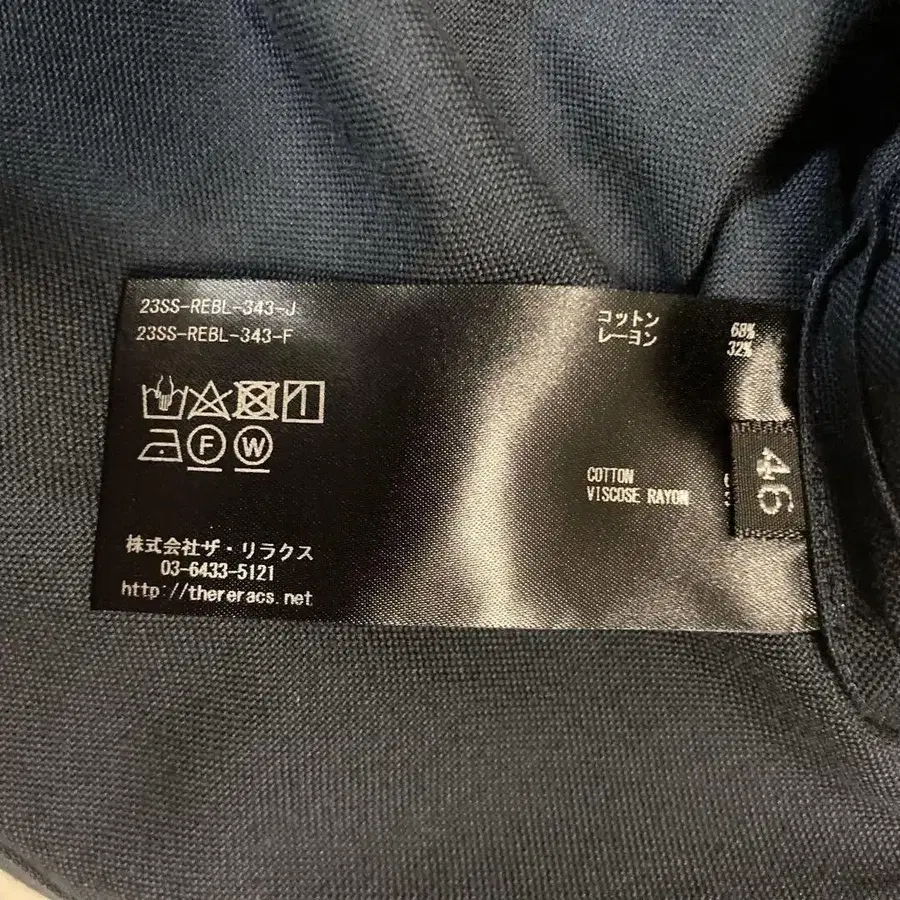 23SS-REBL-343-J
23SS-REBL-343-F
コットン 68%
レーヨン 32%
F W
COTTON
VISCOSE RAYON
46
株式会社ザ・リラクス
03-6433-5121
http://thereracs.net